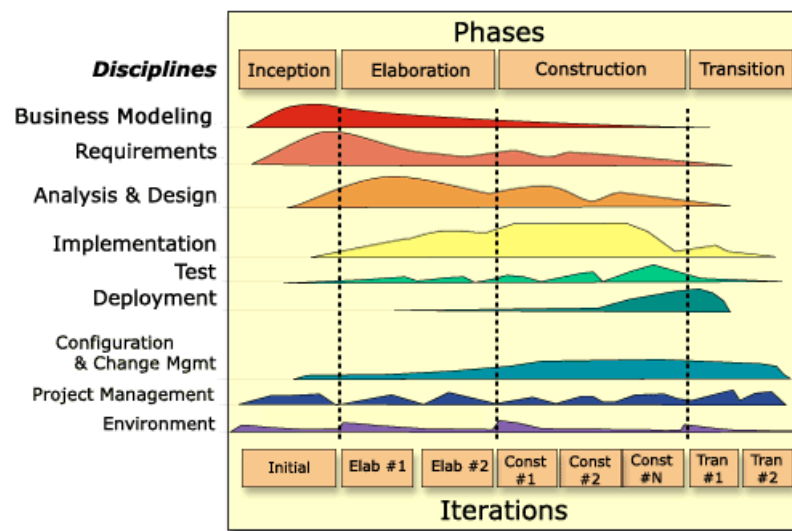 Phases
Disciplines
Inception
Elaboration
Construction
Transition
Business Modeling
Requirements
Analysis & Design
Implementation
Test
Deployment
Configuration
& Change Mgmt
Project Management
Environment
Initial
Elab #1
Elab #2
Const
#1
Const
#2
Const
#N
Tran
#1
Tran
#2
Iterations